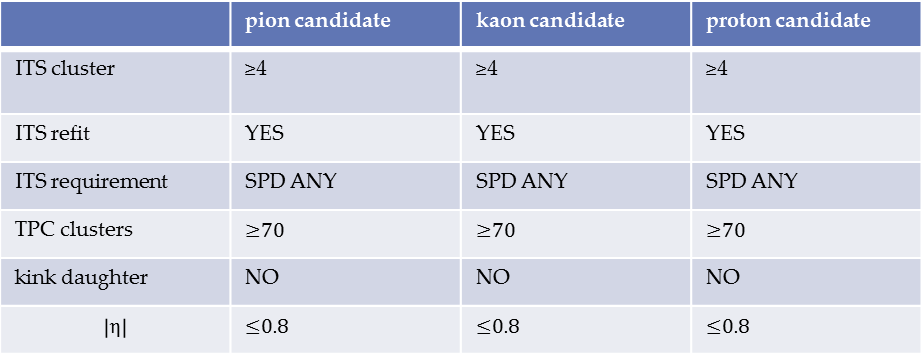 pion candidate kaon candidate proton candidate
ITS cluster ≥4 ≥4 ≥4
ITS refit YES YES YES
ITS requirement SPD ANY SPD ANY SPD ANY
TPC clusters ≥70 ≥70 ≥70
kink daughter NO NO NO
|η| ≤0.8 ≤0.8 ≤0.8